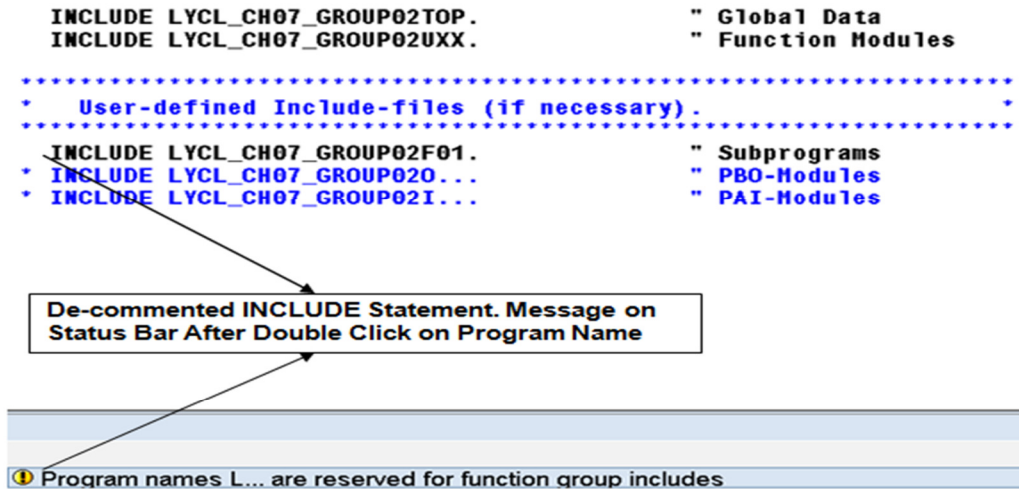 INCLUDE LYCL_CH07_GROUP02TOP. " Global Data
INCLUDE LYCL_CH07_GROUP02UXX. " Function Modules
****************************************************************
* User-defined Include-files (if necessary). *
****************************************************************
INCLUDE LYCL_CH07_GROUP02F01. " Subprograms
* INCLUDE LYCL_CH07_GROUP02O... " PBO-Modules
* INCLUDE LYCL_CH07_GROUP02I... " PAI-Modules
De-commented INCLUDE Statement. Message on
Status Bar After Double Click on Program Name
Program names L... are reserved for function group includes